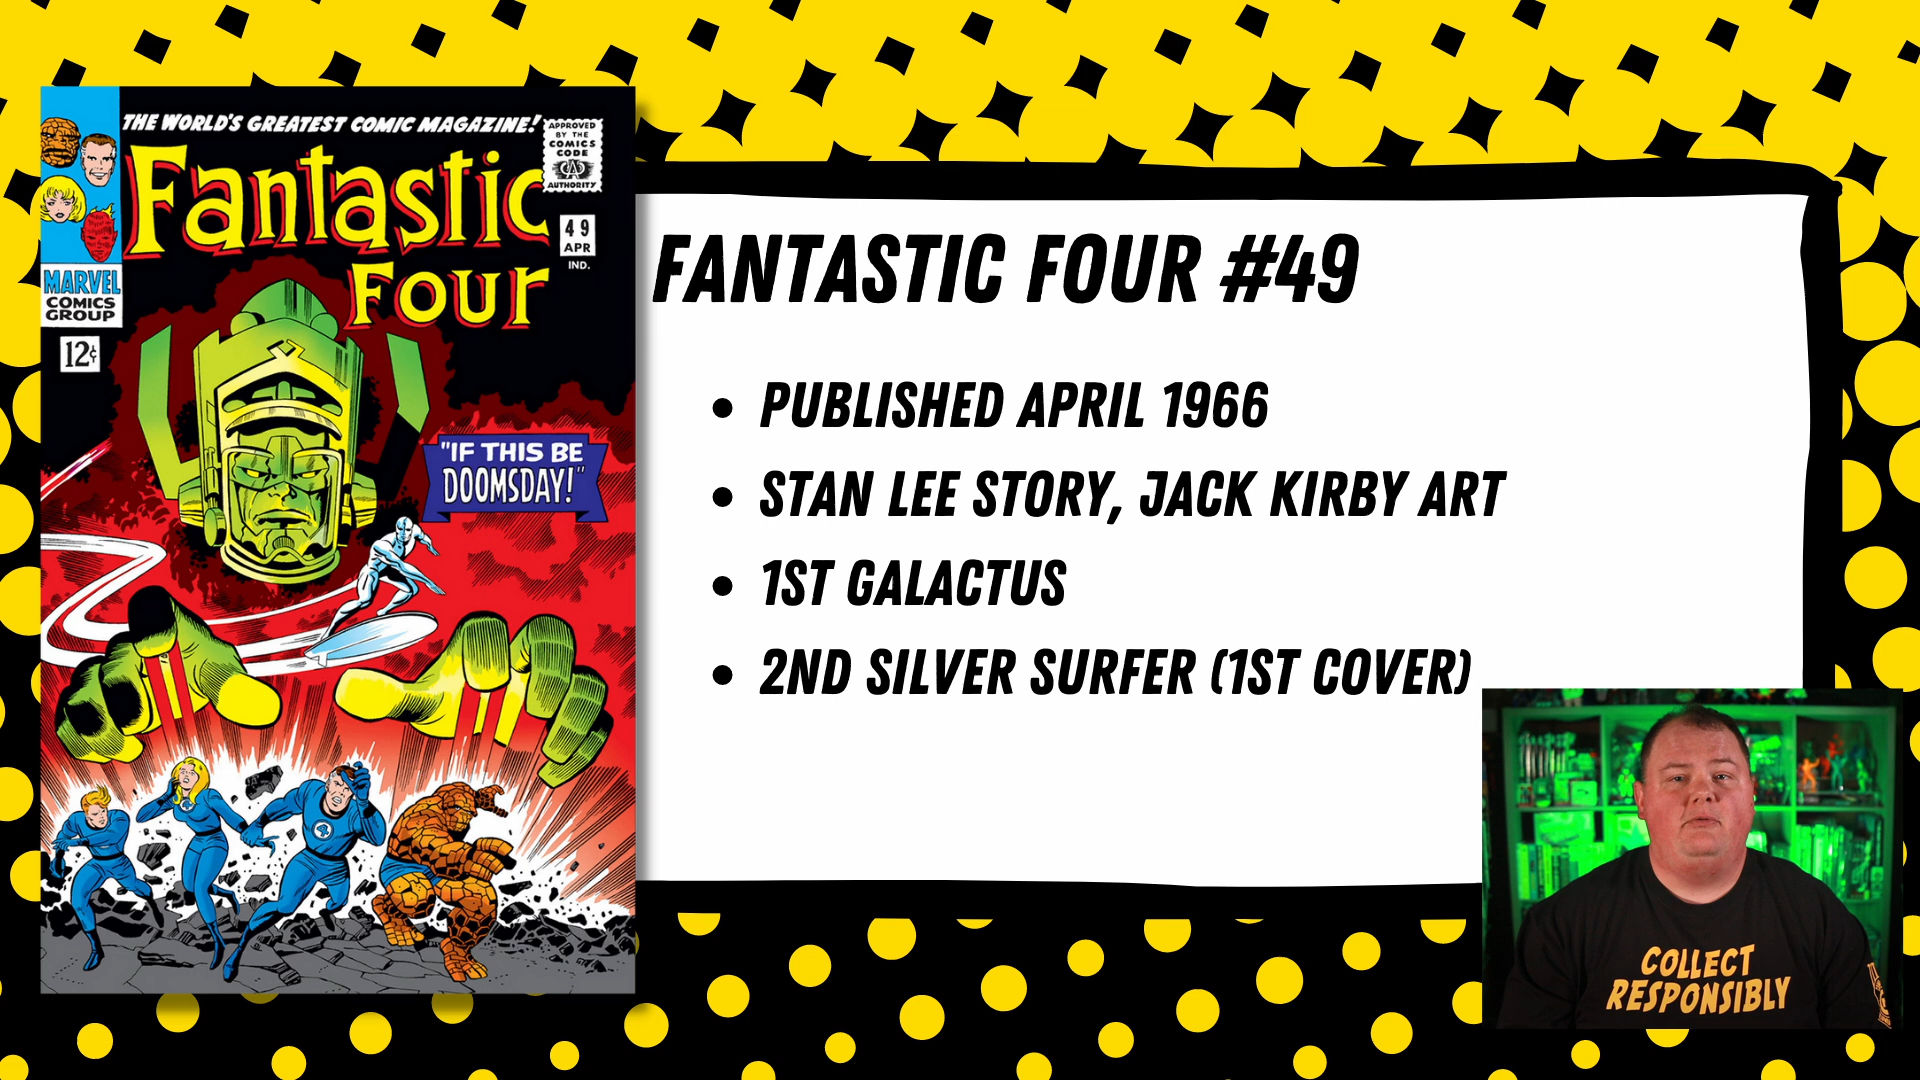 THE WORLD'S GREATEST COMIC MAGAZINE!
APPROVED
BY THE
COMICS
CODE
CA
AUTHORITY
Fantastic
Four
49
APR
IND.
MARVEL
COMICS
GROUP
12¢
"IF THIS BE
DOOMSDAY!"
4
FANTASTIC FOUR #49
• PUBLISHED APRIL 1966
• STAN LEE STORY, JACK KIRBY ART
• 1ST GALACTUS
• 2ND SILVER SURFER (1ST COVER)
COLLECT
RESPONSIBLY